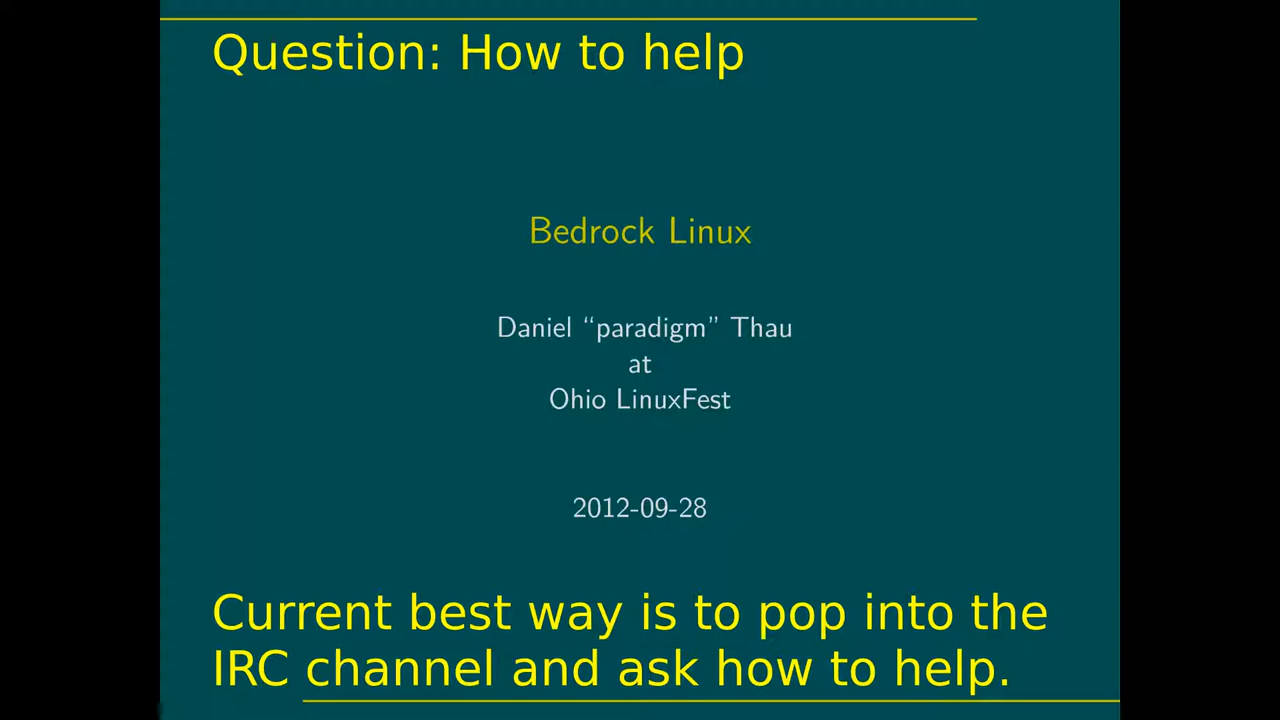 Question: How to help
Bedrock Linux
Daniel “paradigm” Thau
at
Ohio LinuxFest
2012-09-28
Current best way is to pop into the
IRC channel and ask how to help.